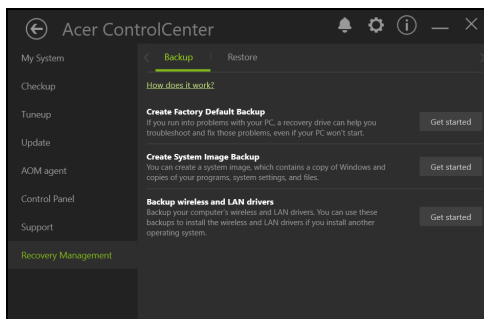 Acer ControlCenter
My System
Checkup
Tuneup
Update
AOM agent
Control Panel
Support
Recovery Management
Backup
Restore
How does it work?
Create Factory Default Backup
If you run into problems with your PC, a recovery drive can help you
troubleshoot and fix those problems, even if your PC won't start.
Get started
Create System Image Backup
You can create a system image, which contains a copy of Windows and
copies of your programs, system settings, and files.
Get started
Backup wireless and LAN drivers
Backup your computer's wireless and LAN drivers. You can use these
backups to install the wireless and LAN drivers if you install another
operating system.
Get started